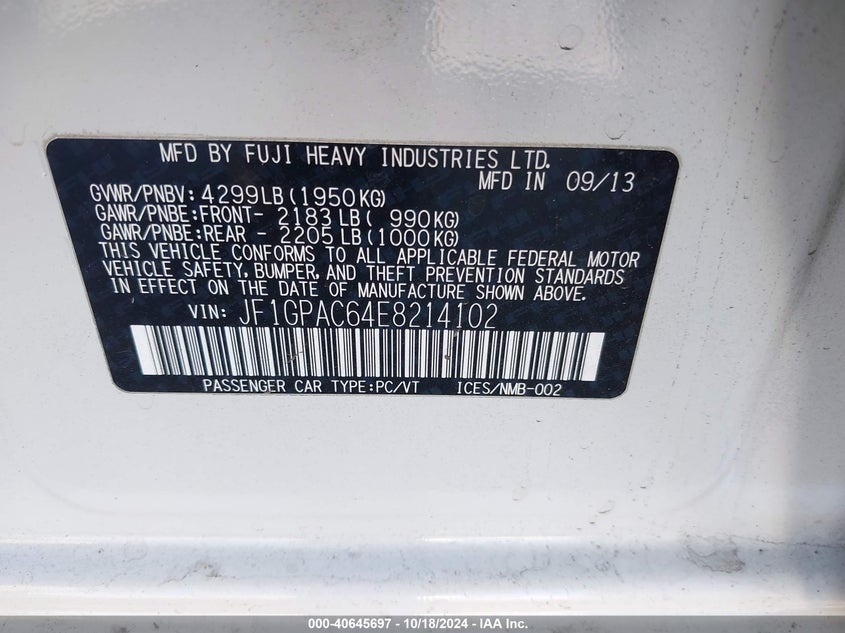 MFD BY FUJI HEAVY INDUSTRIES LTD.
MFD IN 09/13
GVWR/PNBV: 4299LB (1950KG)
GAWR/PNBE:FRONT- 2183 LB ( 990KG)
GAWR/PNBE:REAR - 2205 LB (1000KG)
THIS VEHICLE CONFORMS TO ALL APPLICABLE FEDERAL MOTOR
VEHICLE SAFETY, BUMPER, AND THEFT PREVENTION STANDARDS
IN EFFECT ON THE DATE OF MANUFACTURE SHOWN ABOVE.
VIN: JF1GPAC64E8214102
PASSENGER CAR TYPE:PC/VT ICES/NMB-002
000-40645697 - 10/18/2024 - IAA Inc.